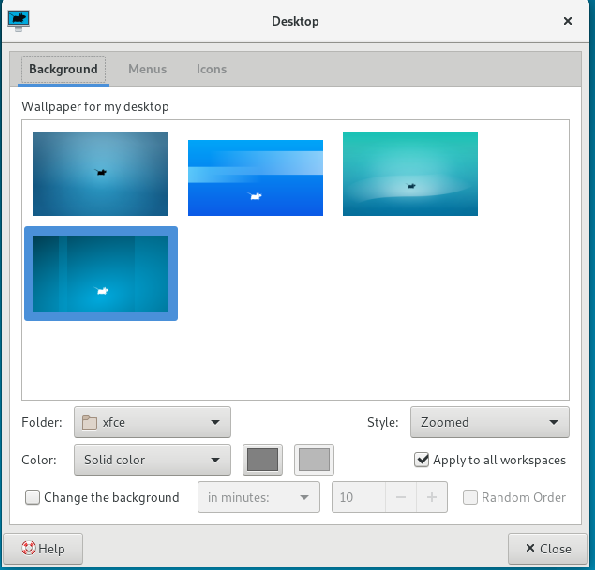 Desktop
Background Menus Icons
Wallpaper for my desktop
Folder: xfce Style: Zoomed
Color: Solid color Apply to all workspaces
Change the background in minutes: 10 Random Order
Help Close